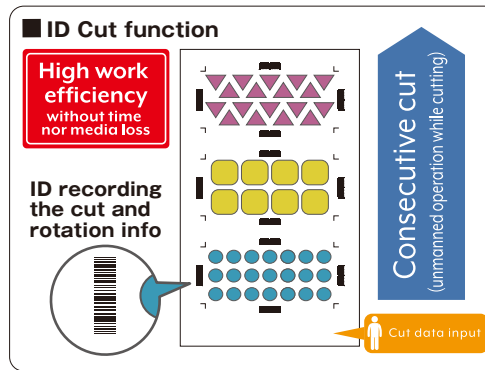 ■ ID Cut function
High work
efficiency
without time
nor media loss
ID recording
the cut and
rotation info
Consecutive cut
(unmanned operation while cutting)
Cut data input